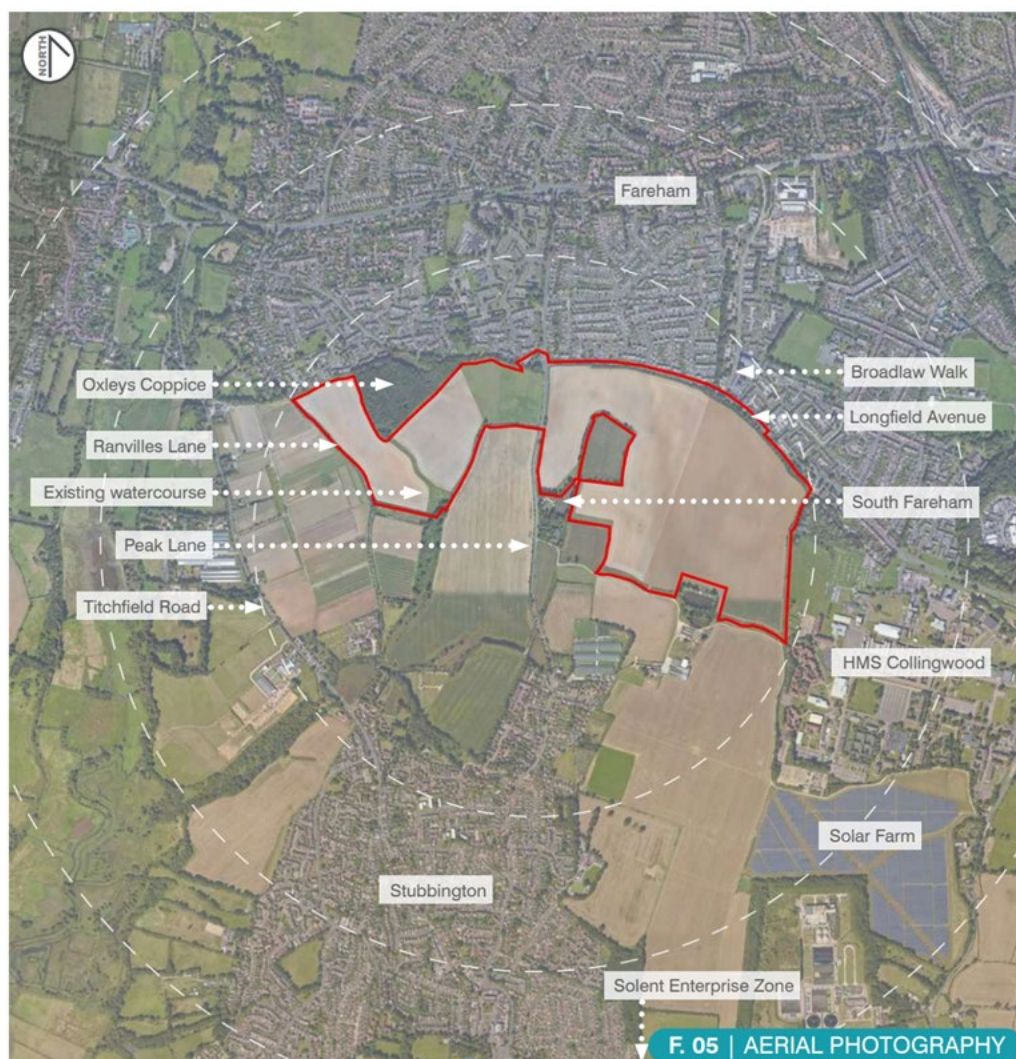 NORTH
Fareham
Oxleys Coppice
Broadlaw Walk
Longfield Avenue
Ranvilles Lane
Existing watercourse
South Fareham
Peak Lane
Titchfield Road
HMS Collingwood
Solar Farm
Stubbington
Solent Enterprise Zone
F. 05 | AERIAL PHOTOGRAPHY